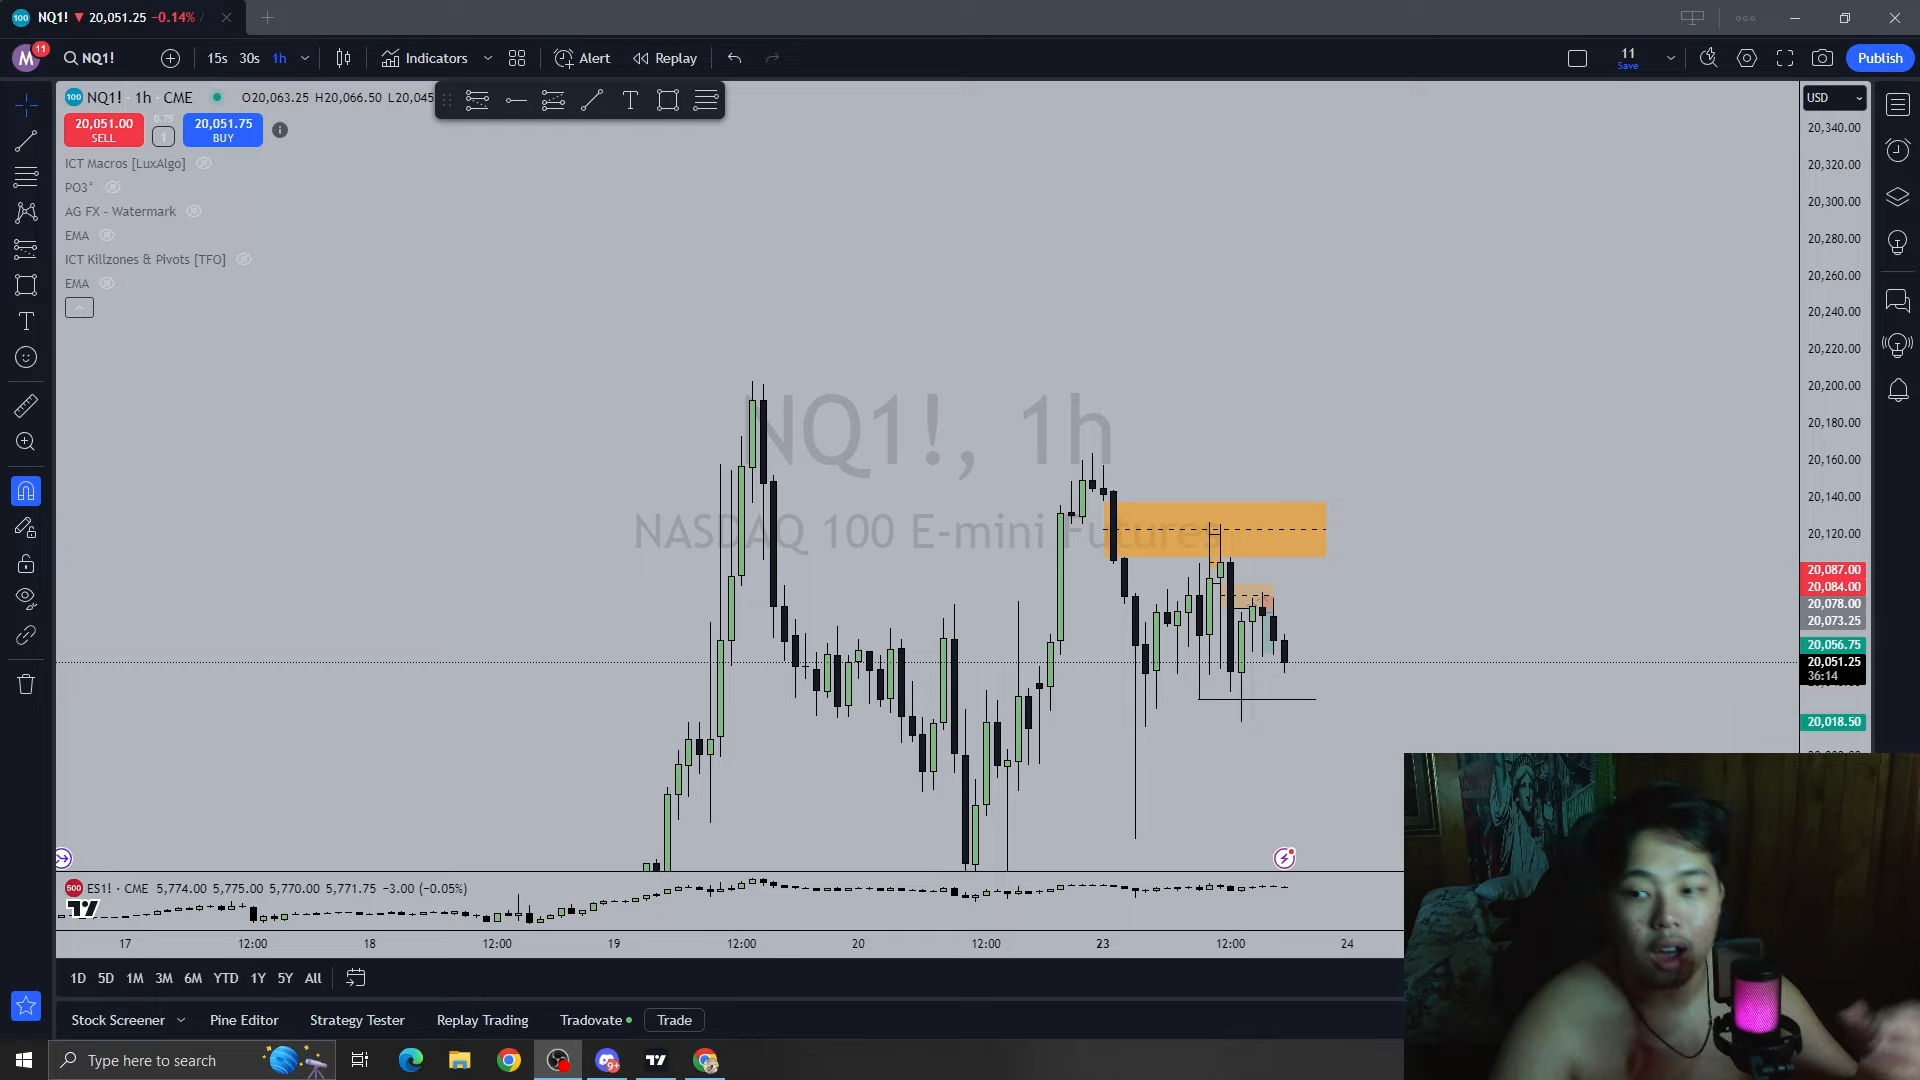 NQ1! ▼ 20,051.25 −0.14% /
M 11 NQ1! 15s 30s 1h Indicators Alert Replay 11 Save Publish
100 NQ1! · 1h · CME O20,063.25 H20,066.50 L20,045
USD
20,051.00 SELL 0.75 1 20,051.75 BUY
ICT Macros [LuxAlgo]
PO3°
AG FX - Watermark
EMA
ICT Killzones & Pivots [TFO]
EMA
NQ1!, 1h
NASDAQ 100 E-mini Futures
20,340.00
20,320.00
20,300.00
20,280.00
20,260.00
20,240.00
20,220.00
20,200.00
20,180.00
20,160.00
20,140.00
20,120.00
20,087.00
20,084.00
20,078.00
20,073.25
20,056.75
20,051.25
36:14
20,018.50
500 ES1! · CME 5,774.00 5,775.00 5,770.00 5,771.75 −3.00 (−0.05%)
17 12:00 18 12:00 19 12:00 20 12:00 23 12:00 24
1D 5D 1M 3M 6M YTD 1Y 5Y All
Stock Screener Pine Editor Strategy Tester Replay Trading Tradovate Trade
Type here to search 9+